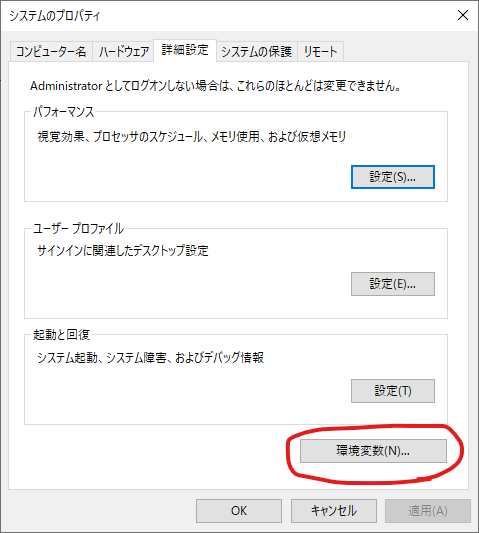 システムのプロパティ
コンピューター名 ハードウェア 詳細設定 システムの保護 リモート
Administrator としてログオンしない場合は、これらのほとんどは変更できません。
パフォーマンス
視覚効果、プロセッサのスケジュール、メモリ使用、および仮想メモリ
設定(S)...
ユーザー プロファイル
サインインに関連したデスクトップ設定
設定(E)...
起動と回復
システム起動、システム障害、およびデバッグ情報
設定(T)
環境変数(N)...
OK キャンセル 適用(A)